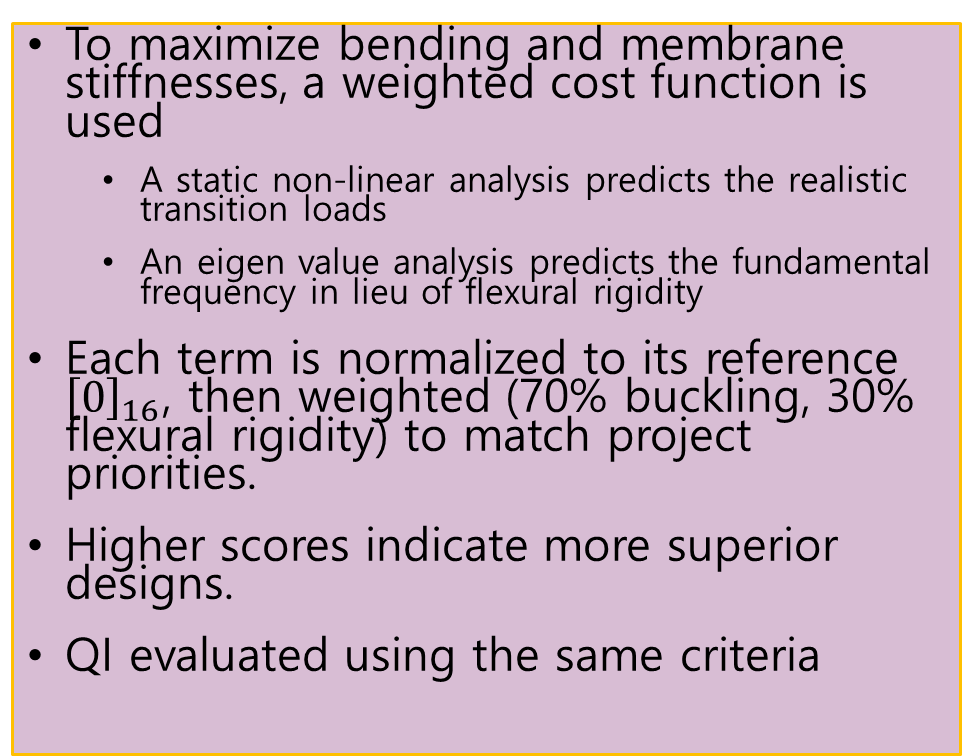 • To maximize bending and membrane
stiffnesses, a weighted cost function is
used
• A static non-linear analysis predicts the realistic
transition loads
• An eigen value analysis predicts the fundamental
frequency in lieu of flexural rigidity
• Each term is normalized to its reference
[0]₁₆, then weighted (70% buckling, 30%
flexural rigidity) to match project
priorities.
• Higher scores indicate more superior
designs.
• QI evaluated using the same criteria